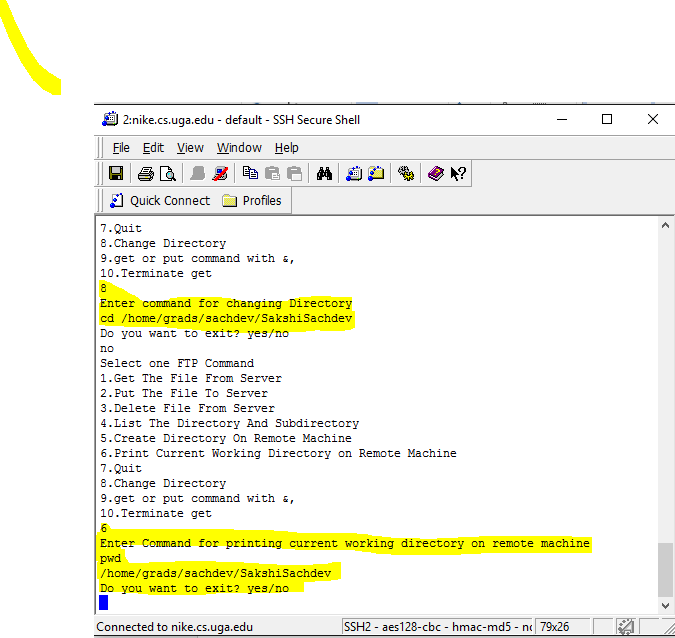 2:nike.cs.uga.edu - default - SSH Secure Shell
File Edit View Window Help
Quick Connect Profiles
7.Quit
8.Change Directory
9.get or put command with &,
10.Terminate get
8
Enter command for changing Directory
cd /home/grads/sachdev/SakshiSachdev
Do you want to exit? yes/no
no
Select one FTP Command
1.Get The File From Server
2.Put The File To Server
3.Delete File From Server
4.List The Directory And Subdirectory
5.Create Directory On Remote Machine
6.Print Current Working Directory on Remote Machine
7.Quit
8.Change Directory
9.get or put command with &,
10.Terminate get
6
Enter Command for printing current working directory on remote machine
pwd
/home/grads/sachdev/SakshiSachdev
Do you want to exit? yes/no
Connected to nike.cs.uga.edu SSH2 - aes128-cbc - hmac-md5 - nc 79x26